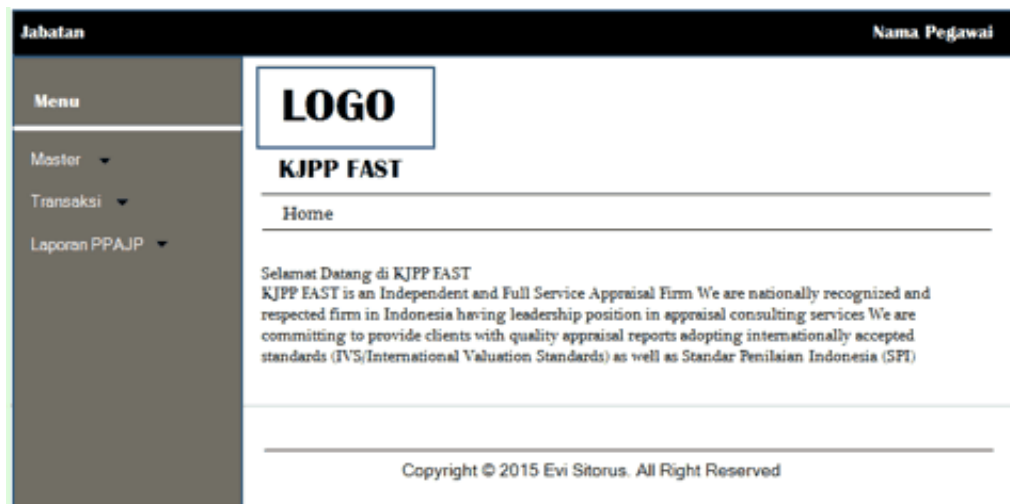 Jabatan
Nama Pegawai
Menu
Master
Transaksi
Laporan PPAJP
LOGO
KJPP FAST
Home
Selamat Datang di KJPP FAST
KJPP FAST is an Independent and Full Service Appraisal Firm We are nationally recognized and
respected firm in Indonesia having leadership position in appraisal consulting services We are
committing to provide clients with quality appraisal reports adopting internationally accepted
standards (IVS/International Valuation Standards) as well as Standar Penilaian Indonesia (SPI)
Copyright © 2015 Evi Sitorus. All Right Reserved